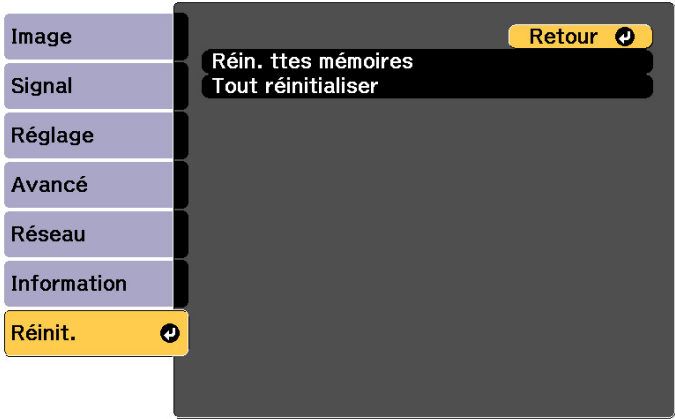 Image
Signal
Réglage
Avancé
Réseau
Information
Réinit.
Retour
Réin. ttes mémoires
Tout réinitialiser